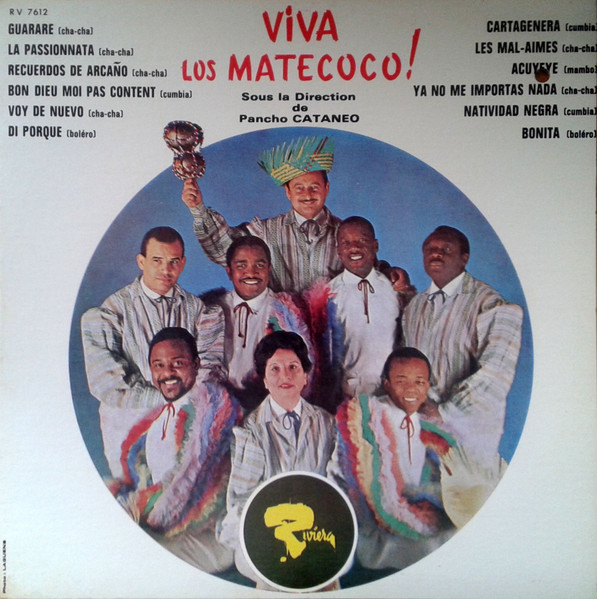 RV 7612
GUARARE (cha-cha)
LA PASSIONNATA (cha-cha)
RECUERDOS DE ARCAÑO (cha-cha)
BON DIEU MOI PAS CONTENT (cumbia)
VOY DE NUEVO (cha-cha)
DI PORQUE (boléro)
ViVA
LOS MATECOCO!
Sous la Direction
de
Pancho CATANEO
CARTAGENERA (cumbia)
LES MAL-AIMES (cha-cha)
ACUYEYE (mambo)
YA NO ME IMPORTAS NADA (cha-cha)
NATIVIDAD NEGRA (cumbia)
BONITA (boléro)
Riviera
Photo : LAGUENS